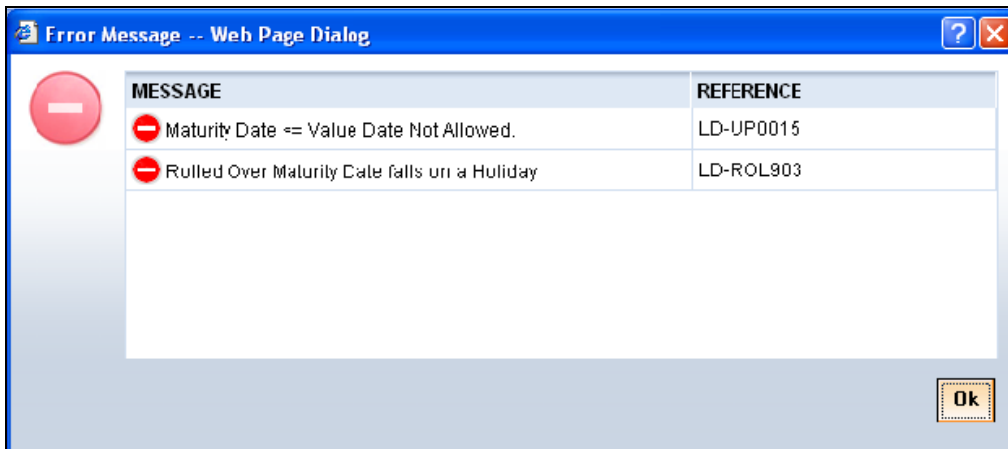 Error Message -- Web Page Dialog
MESSAGE REFERENCE
Maturity Date <= Value Date Not Allowed. LD-UP0015
Rolled Over Maturity Date falls on a Holiday LD-ROL903
Ok